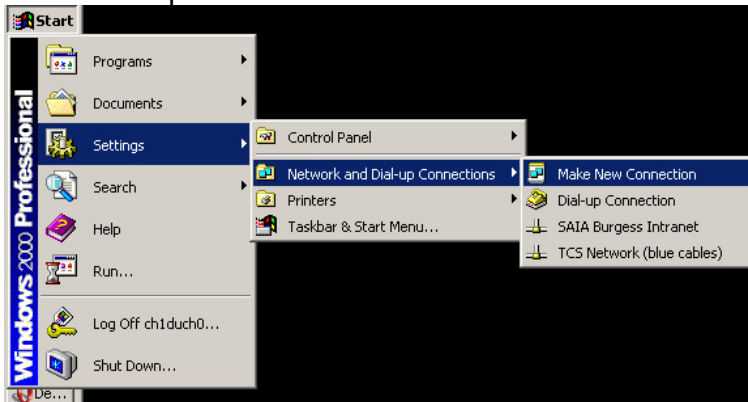 Start
Windows 2000 Professional
Programs
Documents
Settings
Search
Help
Run...
Log Off ch1duch0...
Shut Down...
Control Panel
Network and Dial-up Connections
Printers
Taskbar & Start Menu...
Make New Connection
Dial-up Connection
SAIA Burgess Intranet
TCS Network (blue cables)
De...